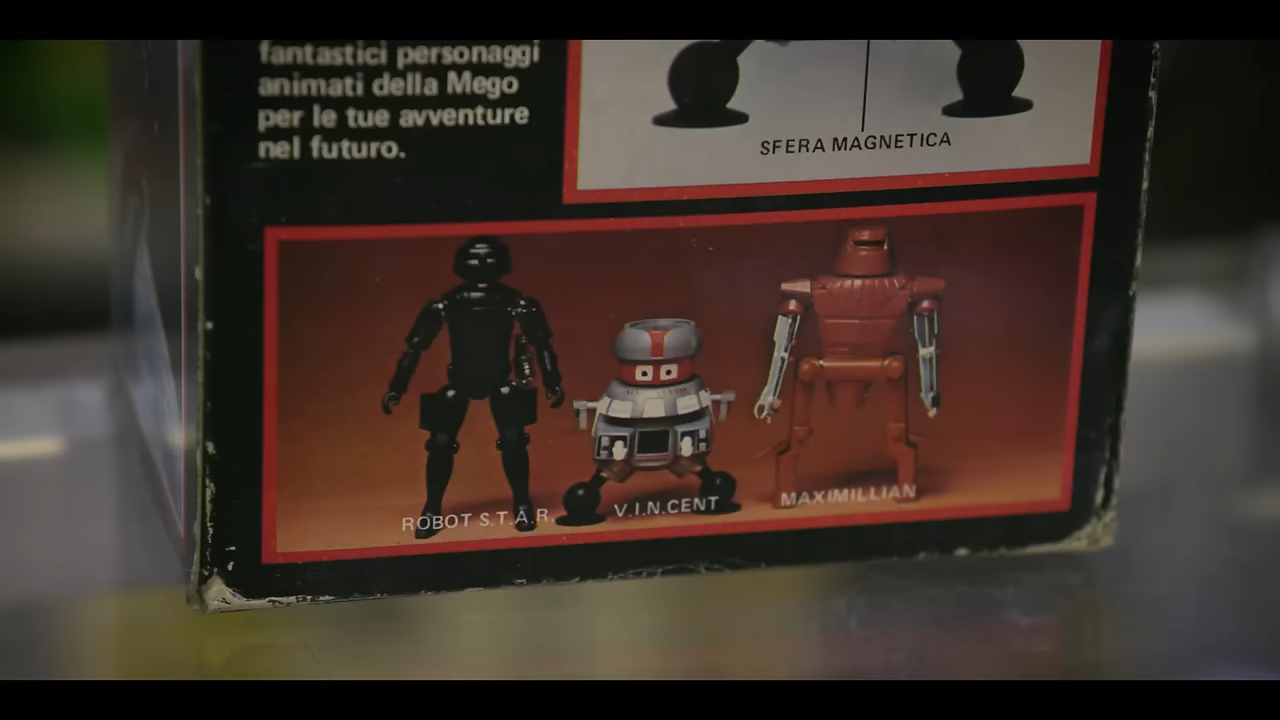 fantastici personaggi
animati della Mego
per le tue avventure
nel futuro.
SFERA MAGNETICA
ROBOT S.T.A.R.
V.I.N.CENT
MAXIMILLIAN